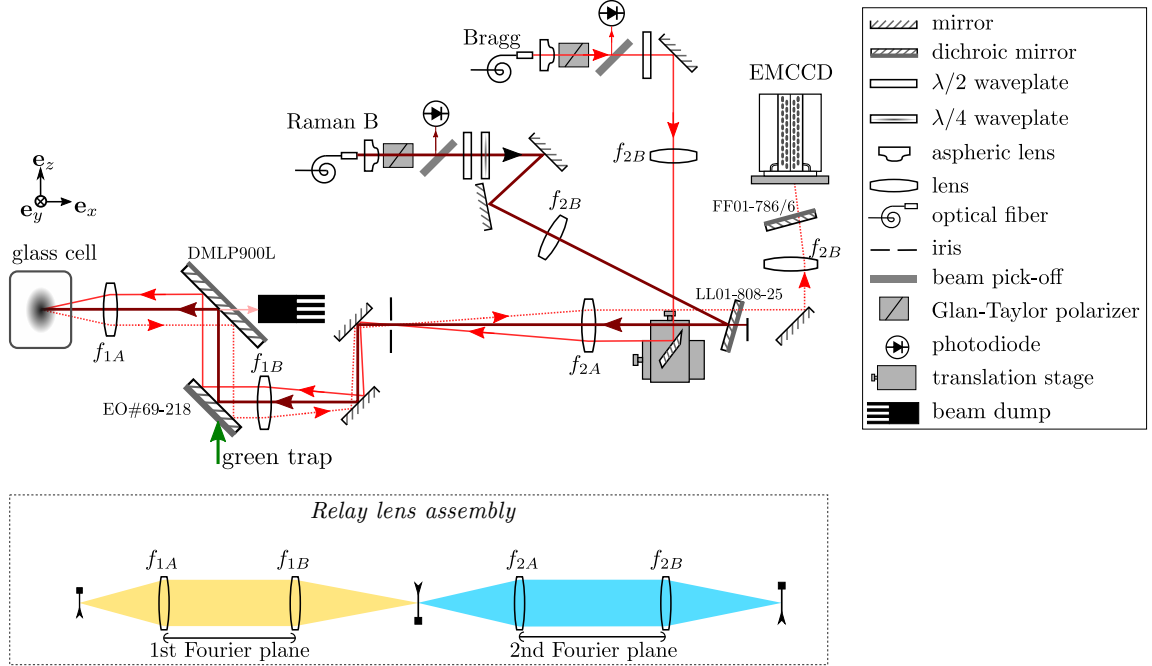 Bragg
EMCCD
f2B
Raman B
f2B
FF01-786/6
f2B
ez
ey
ex
glass cell
DMLP900L
LL01-808-25
f1A
f1B
f2A
EO#69-218
green trap
mirror
dichroic mirror
λ/2 waveplate
λ/4 waveplate
aspheric lens
lens
optical fiber
iris
beam pick-off
Glan-Taylor polarizer
photodiode
translation stage
beam dump
Relay lens assembly
f1A f1B f2A f2B
1st Fourier plane 2nd Fourier plane